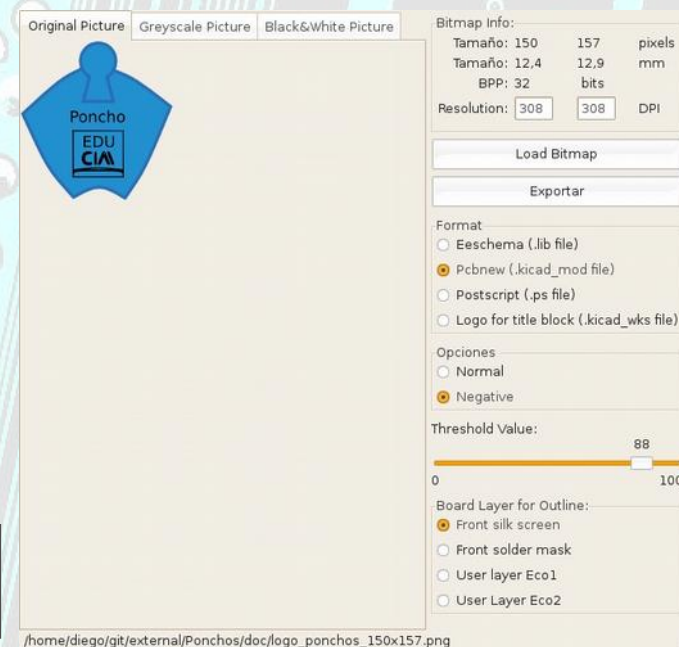 Original Picture Greyscale Picture Black&White Picture
Poncho
EDU
CIAA
Bitmap Info:
Tamaño: 150 157 pixels
Tamaño: 12,4 12,9 mm
BPP: 32 bits
Resolution: 308 308 DPI
Load Bitmap
Exportar
Format
Eeschema (.lib file)
Pcbnew (.kicad_mod file)
Postscript (.ps file)
Logo for title block (.kicad_wks file)
Opciones
Normal
Negative
Threshold Value:
88
0 100
Board Layer for Outline:
Front silk screen
Front solder mask
User layer Eco1
User Layer Eco2
/home/diego/git/external/Ponchos/doc/logo_ponchos_150x157.png